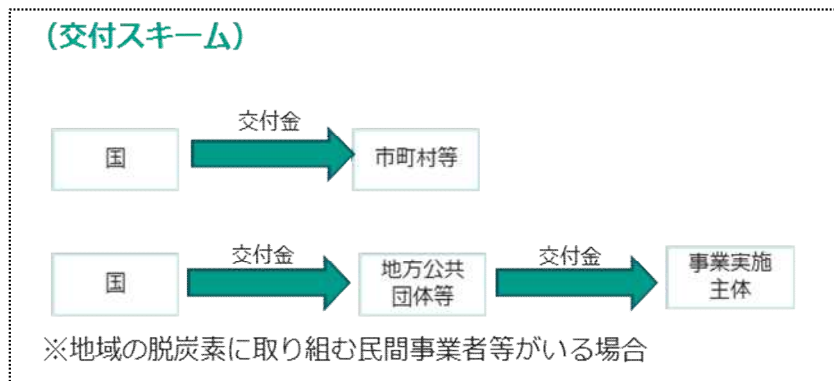 （交付スキーム）
交付金
国
市町村等
交付金
交付金
国
地方公共
団体等
事業実施
主体
※地域の脱炭素に取り組む民間事業者等がいる場合